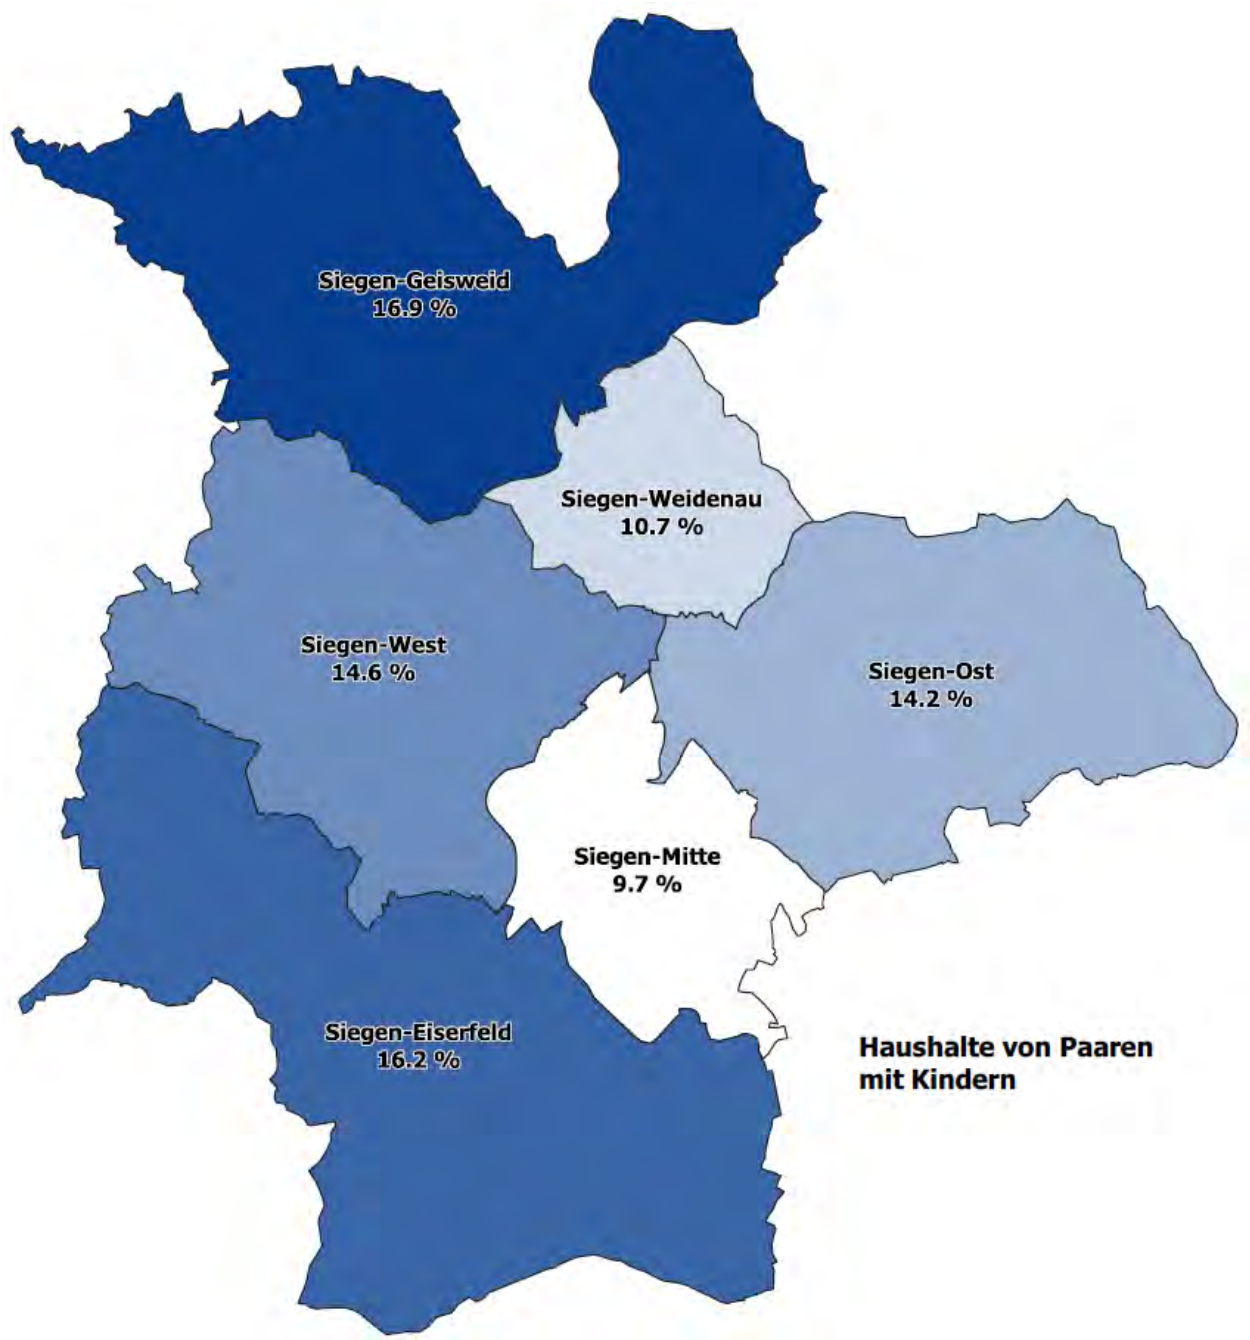 Siegen-Geisweid
16.9 %
Siegen-Weidenau
10.7 %
Siegen-West
14.6 %
Siegen-Ost
14.2 %
Siegen-Mitte
9.7 %
Siegen-Eiserfeld
16.2 %
Haushalte von Paaren
mit Kindern